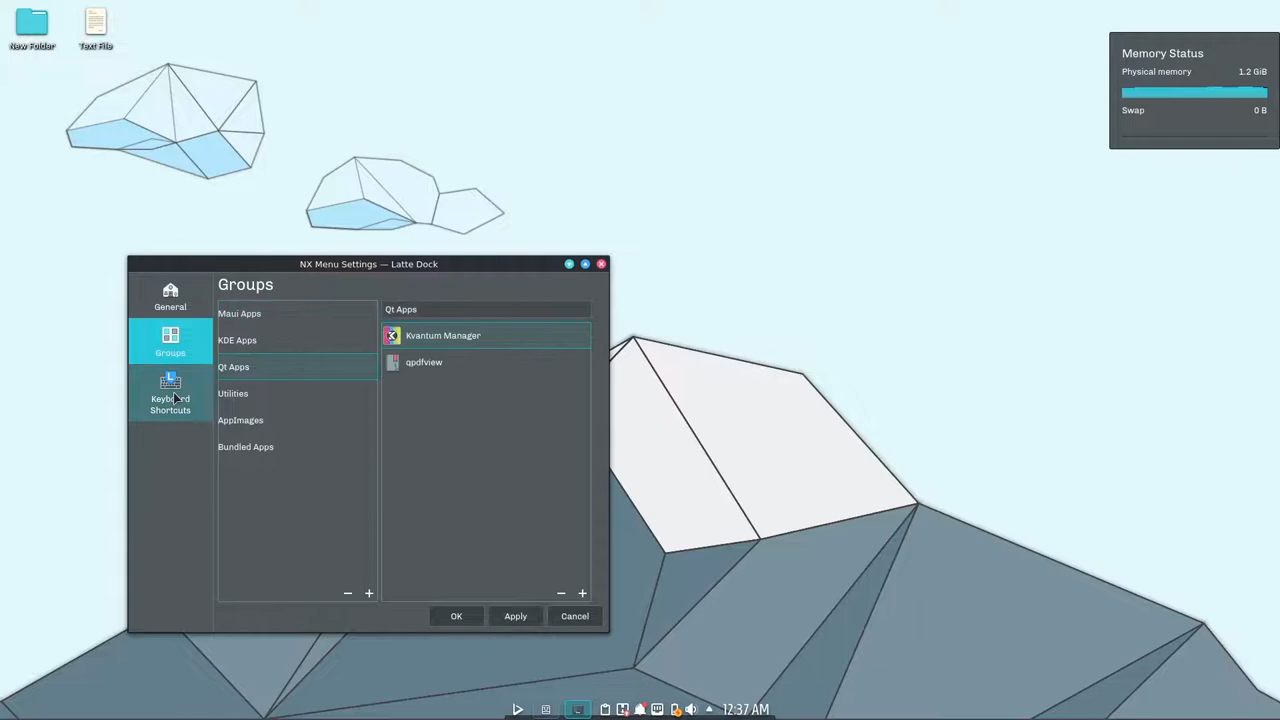 New Folder
Text File
Memory Status
Physical memory 1.2 GiB
Swap 0 B
NX Menu Settings — Latte Dock
General
Groups
Keyboard
Shortcuts
Groups
Maui Apps
KDE Apps
Qt Apps
Utilities
AppImages
Bundled Apps
Qt Apps
Kvantum Manager
qpdfview
OK
Apply
Cancel
12:37 AM